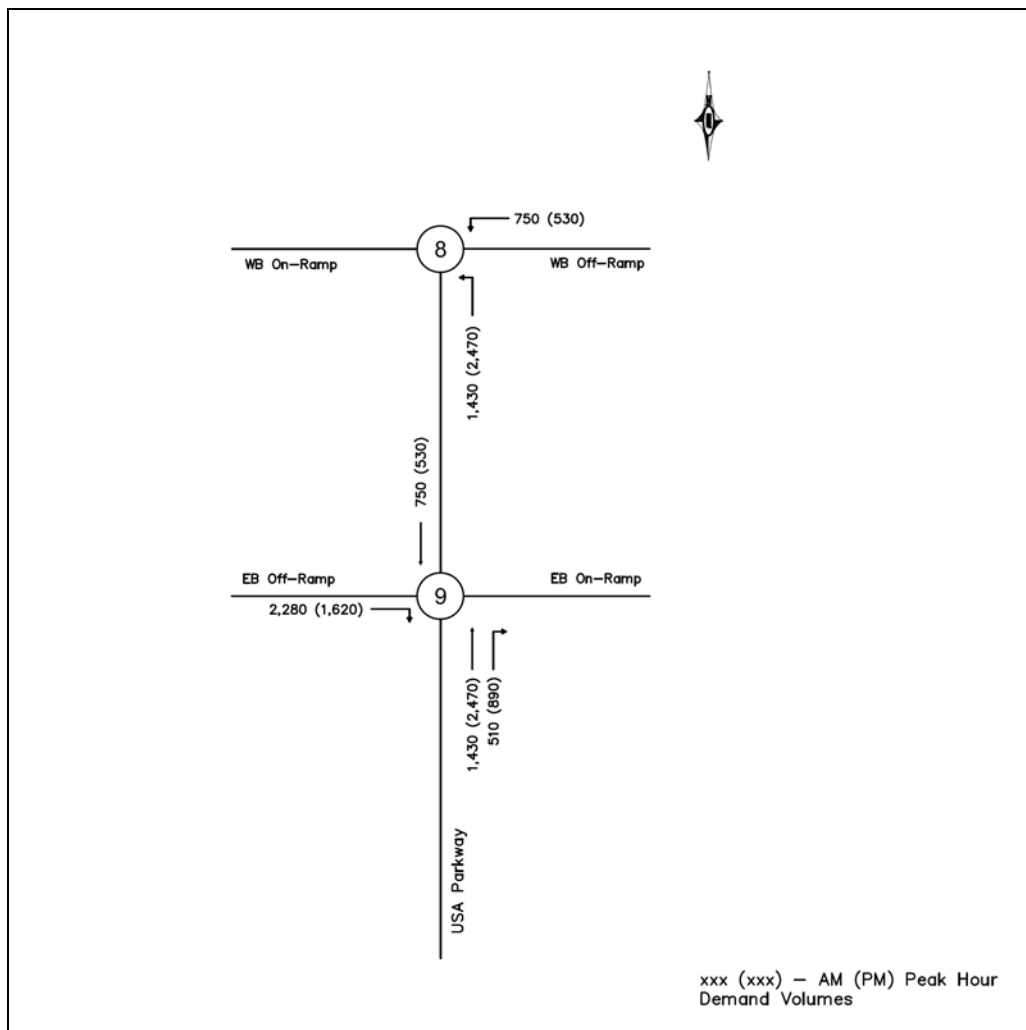 750 (530)
8
WB On-Ramp
WB Off-Ramp
1,430 (2,470)
750 (530)
EB Off-Ramp
EB On-Ramp
9
2,280 (1,620)
1,430 (2,470)
510 (890)
USA Parkway
xxx (xxx) – AM (PM) Peak Hour
Demand Volumes